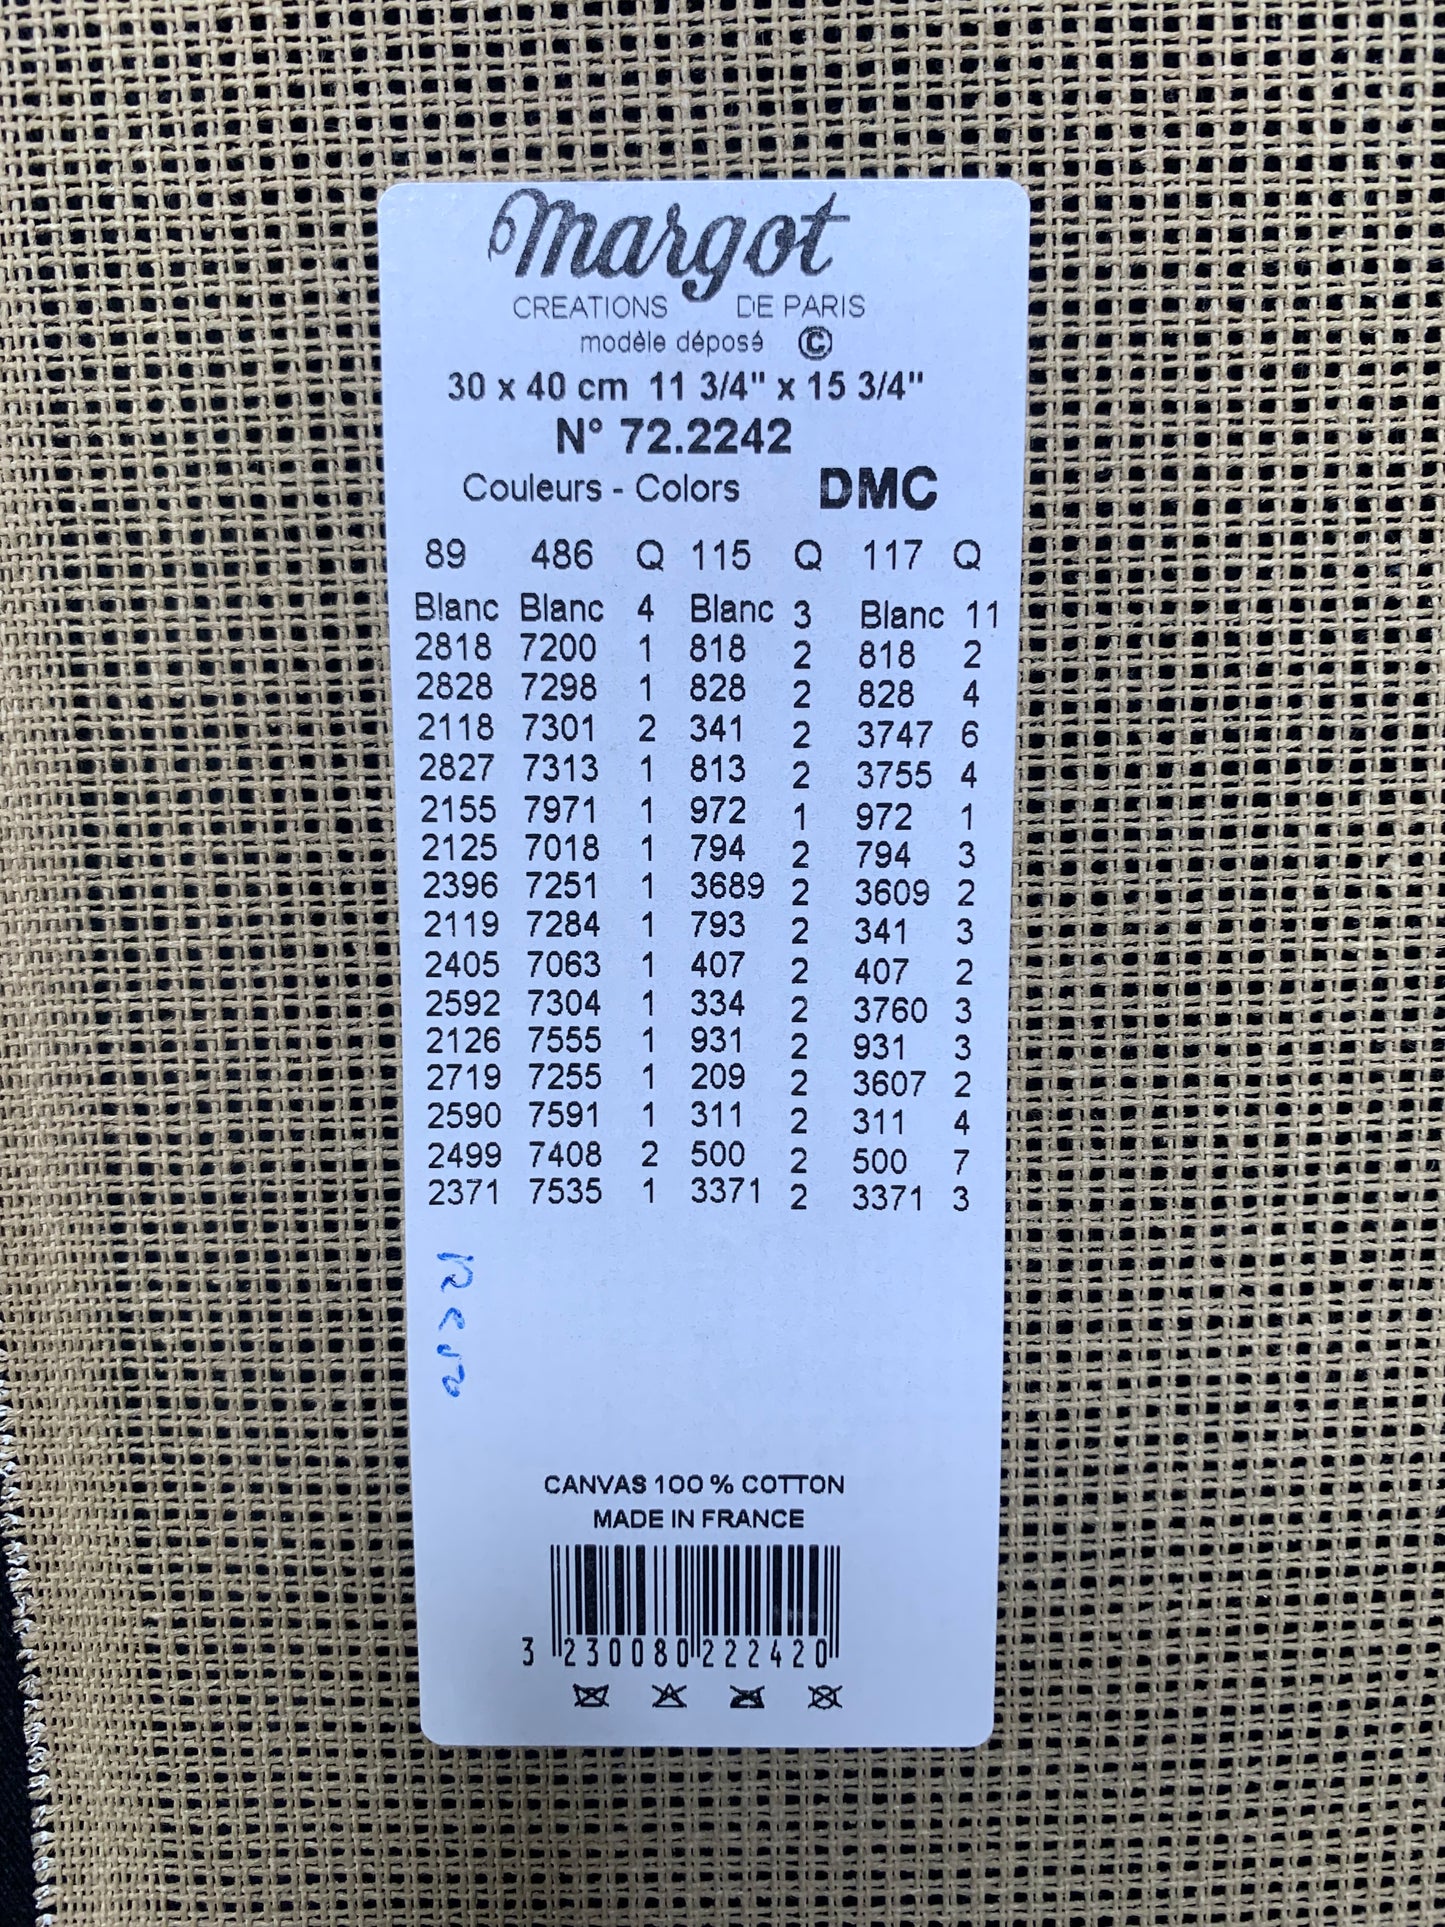 margot
CREATIONS DE PARIS
modèle déposé ©
30 x 40 cm 11 3/4" x 15 3/4"
N° 72.2242
Couleurs - Colors DMC
89 486 Q 115 Q 117 Q
Blanc Blanc 4 Blanc 3 Blanc 11
2818 7200 1 818 2 818 2
2828 7298 1 828 2 828 4
2118 7301 2 341 2 3747 6
2827 7313 1 813 2 3755 4
2155 7971 1 972 1 972 1
2125 7018 1 794 2 794 3
2396 7251 1 3689 2 3609 2
2119 7284 1 793 2 341 3
2405 7063 1 407 2 407 2
2592 7304 1 334 2 3760 3
2126 7555 1 931 2 931 3
2719 7255 1 209 2 3607 2
2590 7591 1 311 2 311 4
2499 7408 2 500 2 500 7
2371 7535 1 3371 2 3371 3
CANVAS 100 % COTTON
MADE IN FRANCE
3 230080 222420